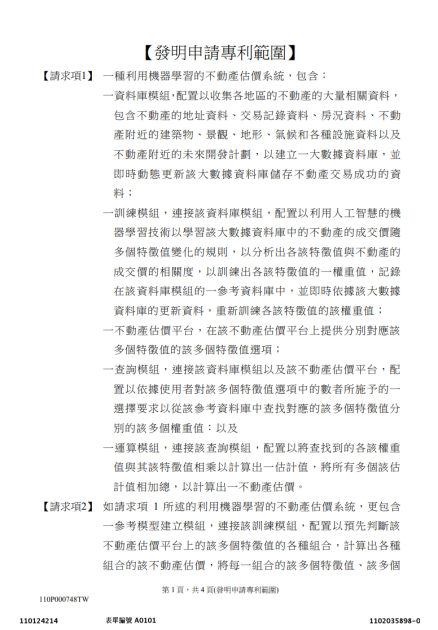 【發明申請專利範圍】
【請求項1】 一種利用機器學習的不動產估價系統，包含：
一資料庫模組，配置以收集各地區的不動產的大量相關資料，
包含不動產的地址資料、交易記錄資料、房況資料、不動
產附近的建築物、景觀、地形、氣候和各種設施資料以及
不動產附近的未來開發計劃，以建立一大數據資料庫，並
即時動態更新該大數據資料庫儲存不動產交易成功的資
料；
一訓練模組，連接該資料庫模組，配置以利用人工智慧的機
器學習技術以學習該大數據資料庫中的不動產的成交價隨
多個特徵值變化的規則，以分析出各該特徵值與不動產的
成交價的相關度，以訓練出各該特徵值的一權重值，記錄
在該資料庫模組的一參考資料庫中，並即時依據該大數據
資料庫的更新資料，重新訓練各該特徵值的該權重值；
一不動產估價平台，在該不動產估價平台上提供分別對應該
多個特徵值的該多個特徵值選項；
一查詢模組，連接該資料庫模組以及該不動產估價平台，配
置以依據使用者對該多個特徵值選項中的數者所施予的一
選擇要求以從該參考資料庫中查找對應的該多個特徵值分
別的該多個權重值；以及
一運算模組，連接該查詢模組，配置以將查找到的各該權重
值與其該特徵值相乘以計算出一估計值，將所有多個該估
計值相加總，以計算出一不動產估價。
【請求項2】 如請求項 1 所述的利用機器學習的不動產估價系統，更包含
一參考模型建立模組，連接該訓練模組，配置以預先判斷該
不動產估價平台上的該多個特徵值的各種組合，計算出各種
組合的該不動產估價，將每一組合的該多個特徵值、該多個
第 1 頁，共 4 頁(發明申請專利範圍)
110P000748TW
110124214 表單編號 A0101 1102035898-0